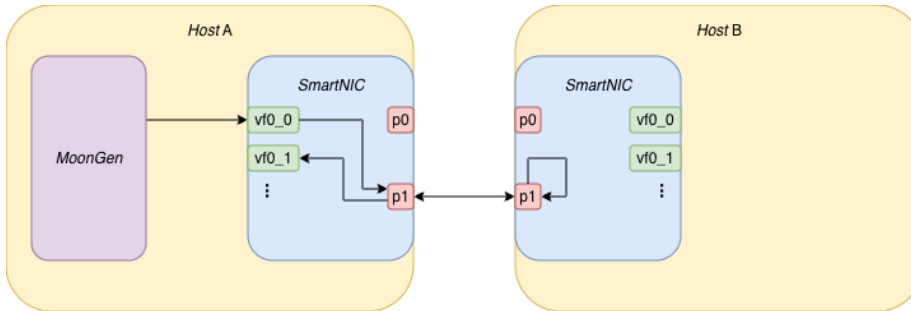 Host A
Host B
SmartNIC
SmartNIC
MoonGen
vf0_0
p0
p0
vf0_0
vf0_1
vf0_1
p1
p1